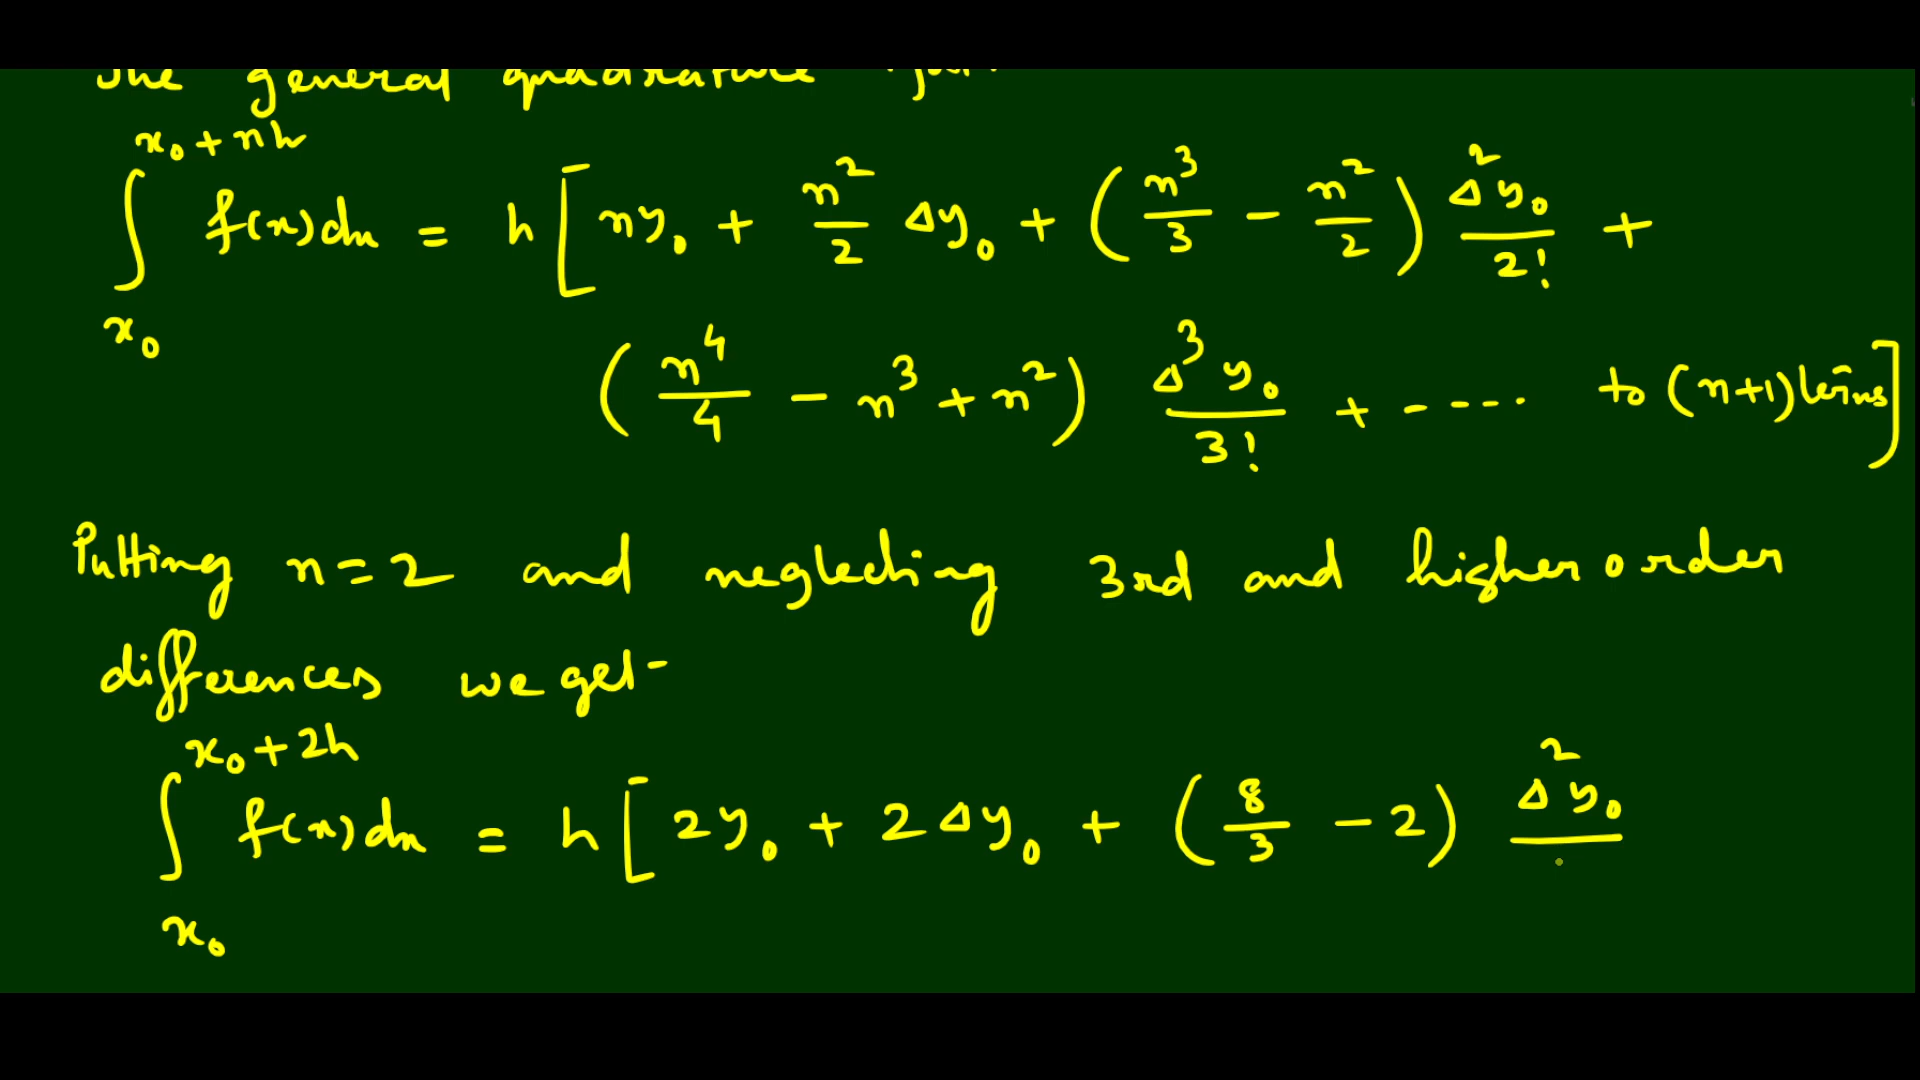 The general quadrature for
∫_{x₀}^{x₀+nh} f(x)dx = h [ ny₀ + n²/2 Δy₀ + ( n³/3 - n²/2 ) Δ²y₀/2! +
( n⁴/4 - n³ + n² ) Δ³y₀/3! + - - - - to (n+1) terms ]
Putting n=2 and neglecting 3rd and higher order
differences we get-
∫_{x₀}^{x₀+2h} f(x)dx = h [ 2y₀ + 2Δy₀ + ( 8/3 - 2 ) Δ²y₀/